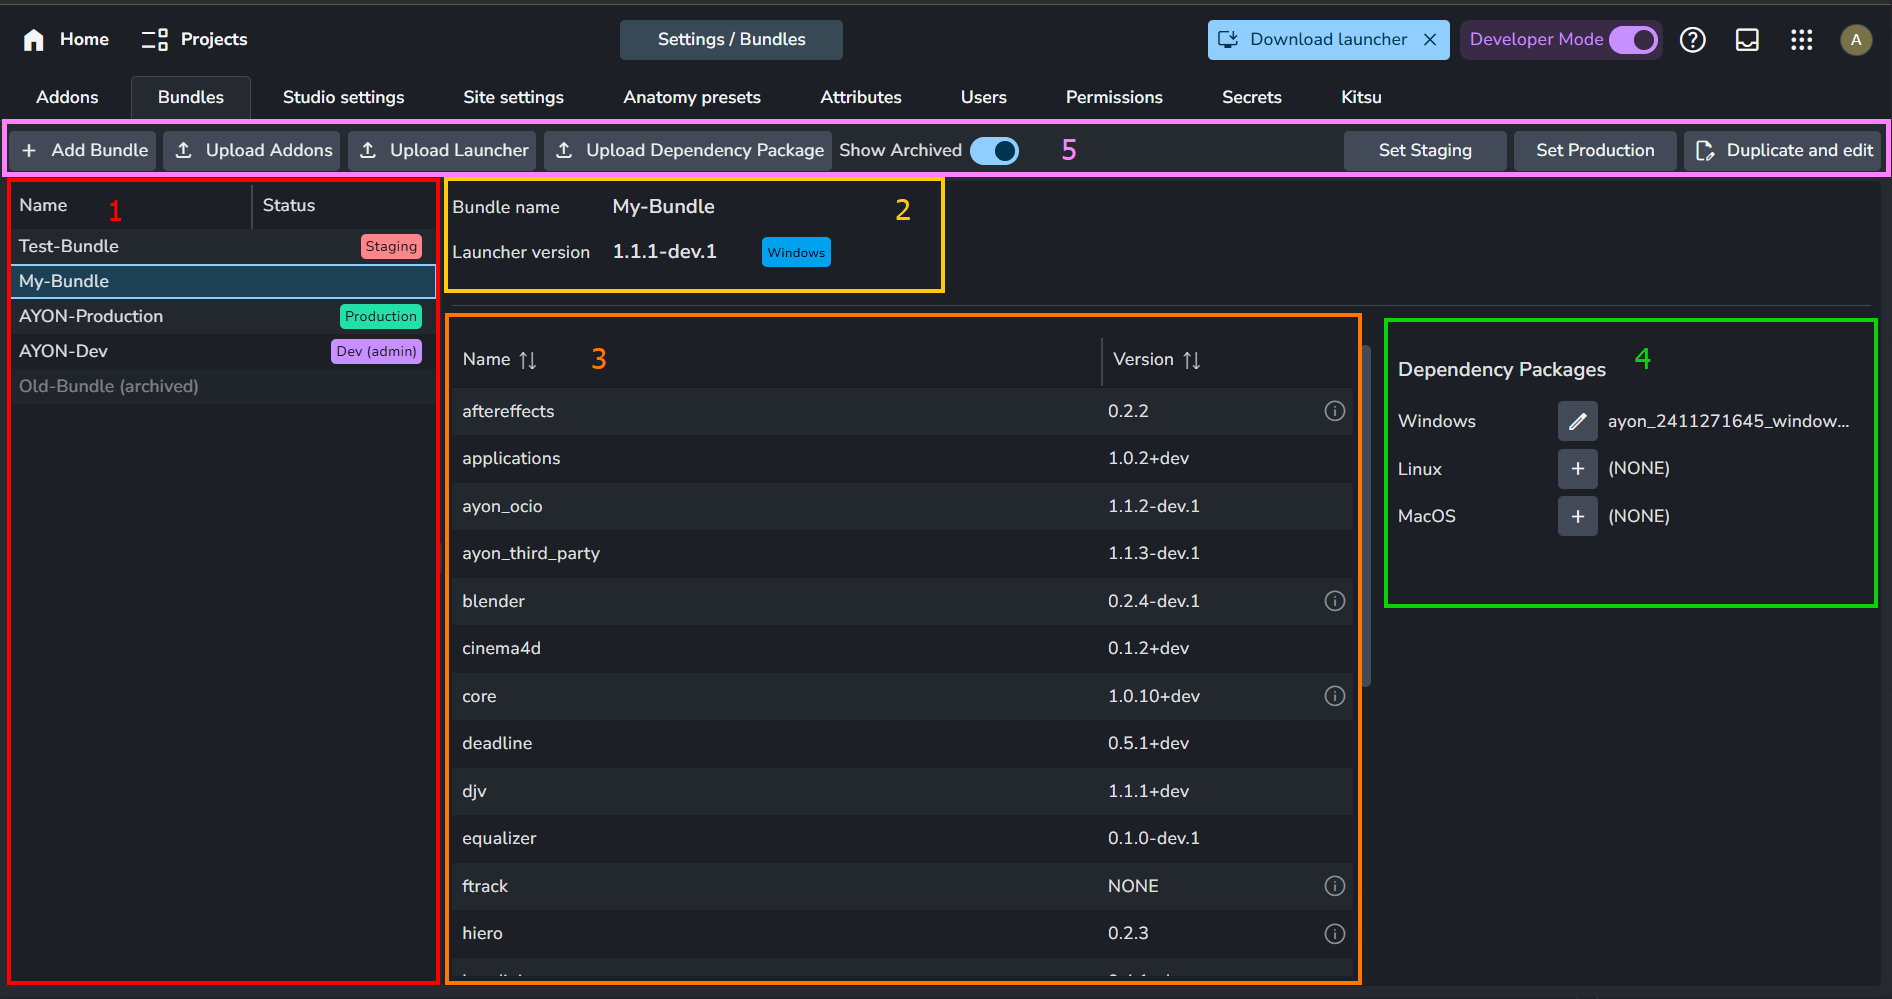 Home Projects Settings / Bundles Download launcher Developer Mode A
Addons Bundles Studio settings Site settings Anatomy presets Attributes Users Permissions Secrets Kitsu
Add Bundle Upload Addons Upload Launcher Upload Dependency Package Show Archived 5 Set Staging Set Production Duplicate and edit
Name 1 Status
Test-Bundle Staging
My-Bundle
AYON-Production Production
AYON-Dev Dev (admin)
Old-Bundle (archived)
Bundle name My-Bundle 2
Launcher version 1.1.1-dev.1 Windows
Name 3 Version
aftereffects 0.2.2
applications 1.0.2+dev
ayon_ocio 1.1.2-dev.1
ayon_third_party 1.1.3-dev.1
blender 0.2.4-dev.1
cinema4d 0.1.2+dev
core 1.0.10+dev
deadline 0.5.1+dev
djv 1.1.1+dev
equalizer 0.1.0-dev.1
ftrack NONE
hiero 0.2.3
Dependency Packages 4
Windows ayon_2411271645_window...
Linux (NONE)
MacOS (NONE)